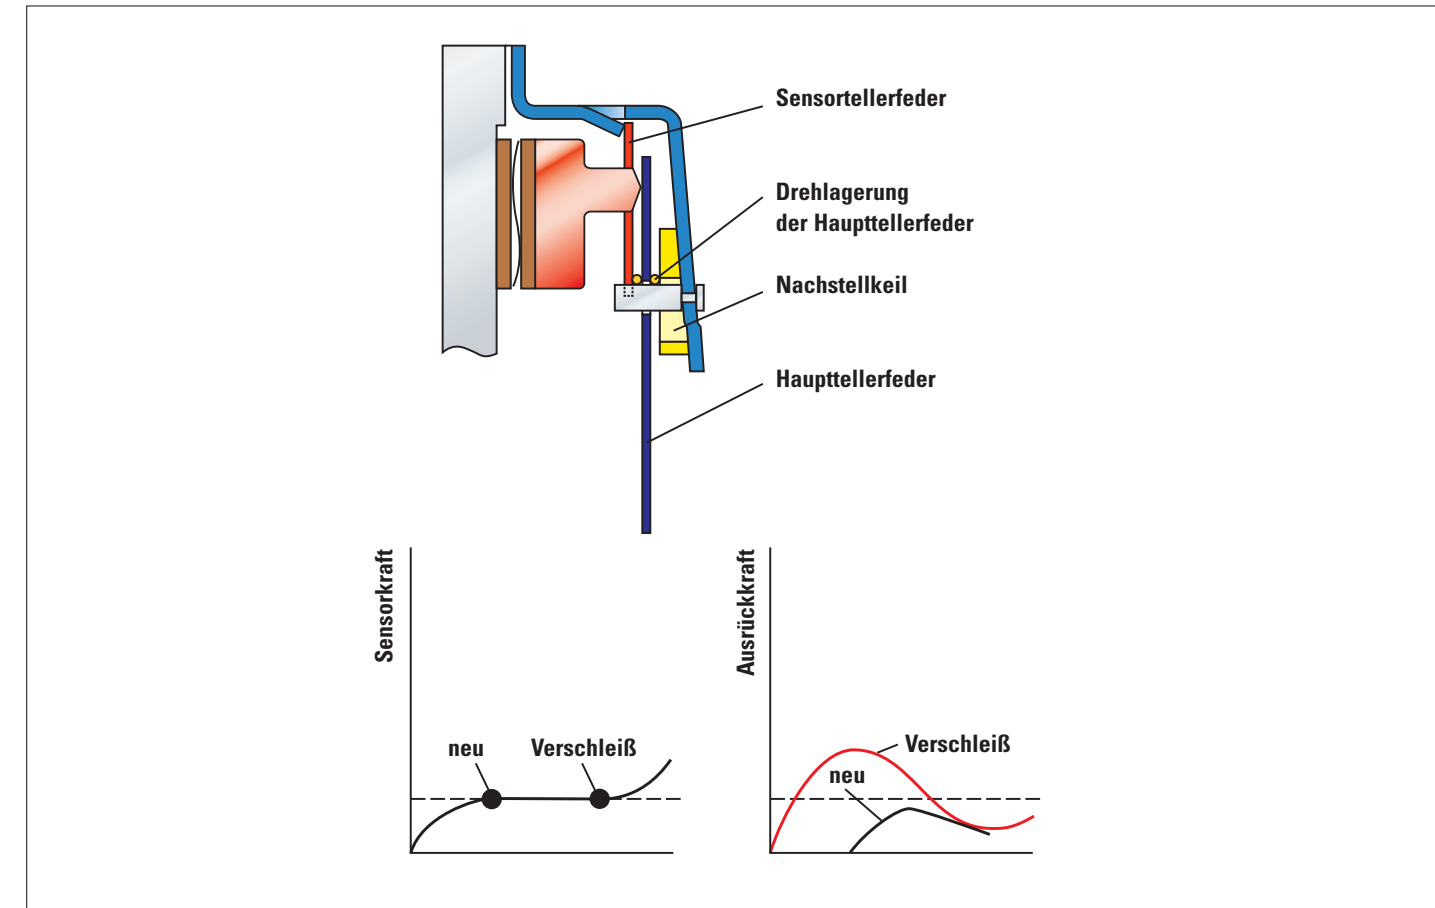 Sensortellerfeder
Drehlagerung
der Haupttellerfeder
Nachstellkeil
Haupttellerfeder
Sensorkraft
neu
Verschleiß
Ausrückkraft
Verschleiß
neu